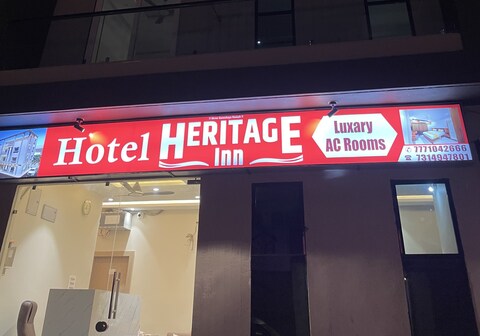 Hotel HERITAGE
Inn
Luxary
AC Rooms
7771042666
7314947801